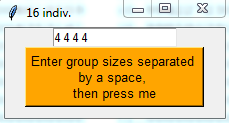 16 indiv.
4 4 4 4
Enter group sizes separated
by a space,
then press me